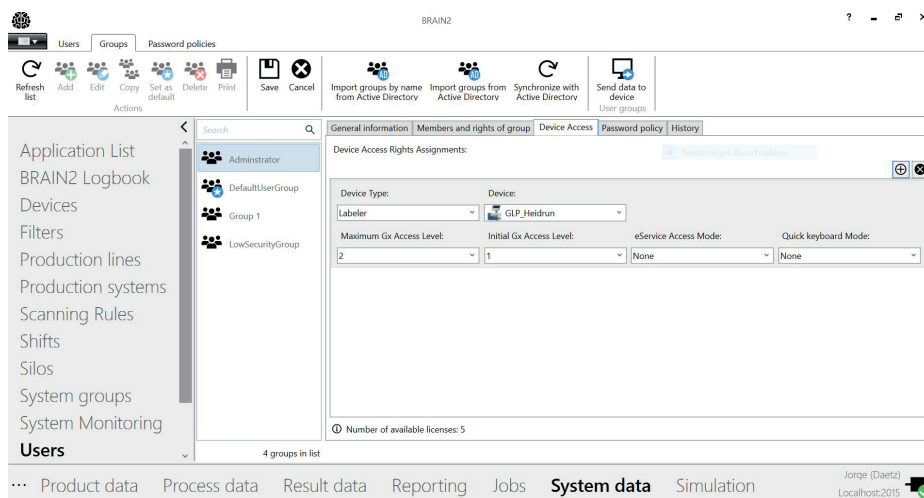 BRAIN2
?
Users Groups Password policies
Refresh list
Add
Edit
Copy
Set as default
Delete
Print
Actions
Save
Cancel
Import groups by name from Active Directory
Import groups from Active Directory
Synchronize with Active Directory
Send data to device
User groups
Application List
BRAIN2 Logbook
Devices
Filters
Production lines
Production systems
Scanning Rules
Shifts
Silos
System groups
System Monitoring
Users
Search
Adminstrator
DefaultUserGroup
Group 1
LowSecurityGroup
4 groups in list
General information Members and rights of group Device Access Password policy History
Device Access Rights Assignments:
Rechteckiges Ausschneiden
Device Type: Device:
Labeler GLP_Heidrun
Maximum Gx Access Level: Initial Gx Access Level: eService Access Mode: Quick keyboard Mode:
2 1 None None
Number of available licenses: 5
... Product data Process data Result data Reporting Jobs System data Simulation
Jorge (Daetz)
Localhost:2015